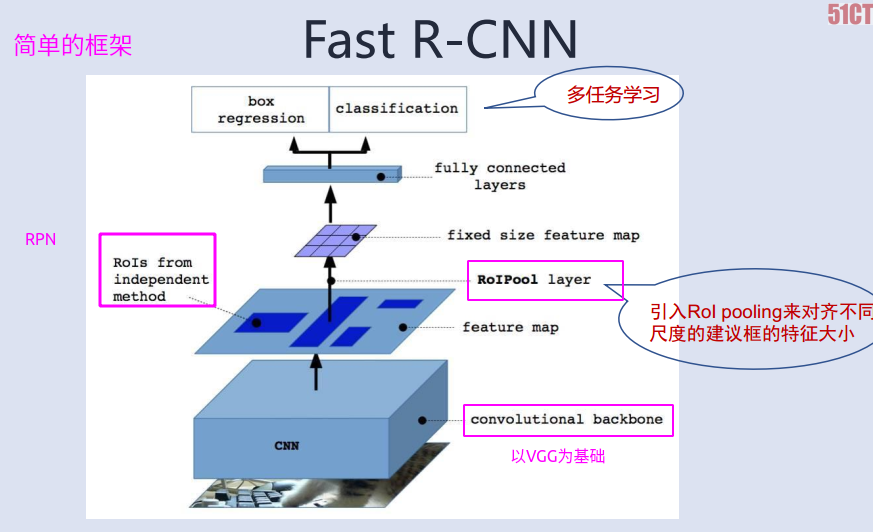 简单的框架
Fast R-CNN
51CT
box
regression
classification
多任务学习
fully connected
layers
fixed size feature map
RPN
RoIs from
independent
method
RoIPool layer
引入RoI pooling来对齐不同
尺度的建议框的特征大小
feature map
convolutional backbone
CNN
以VGG为基础